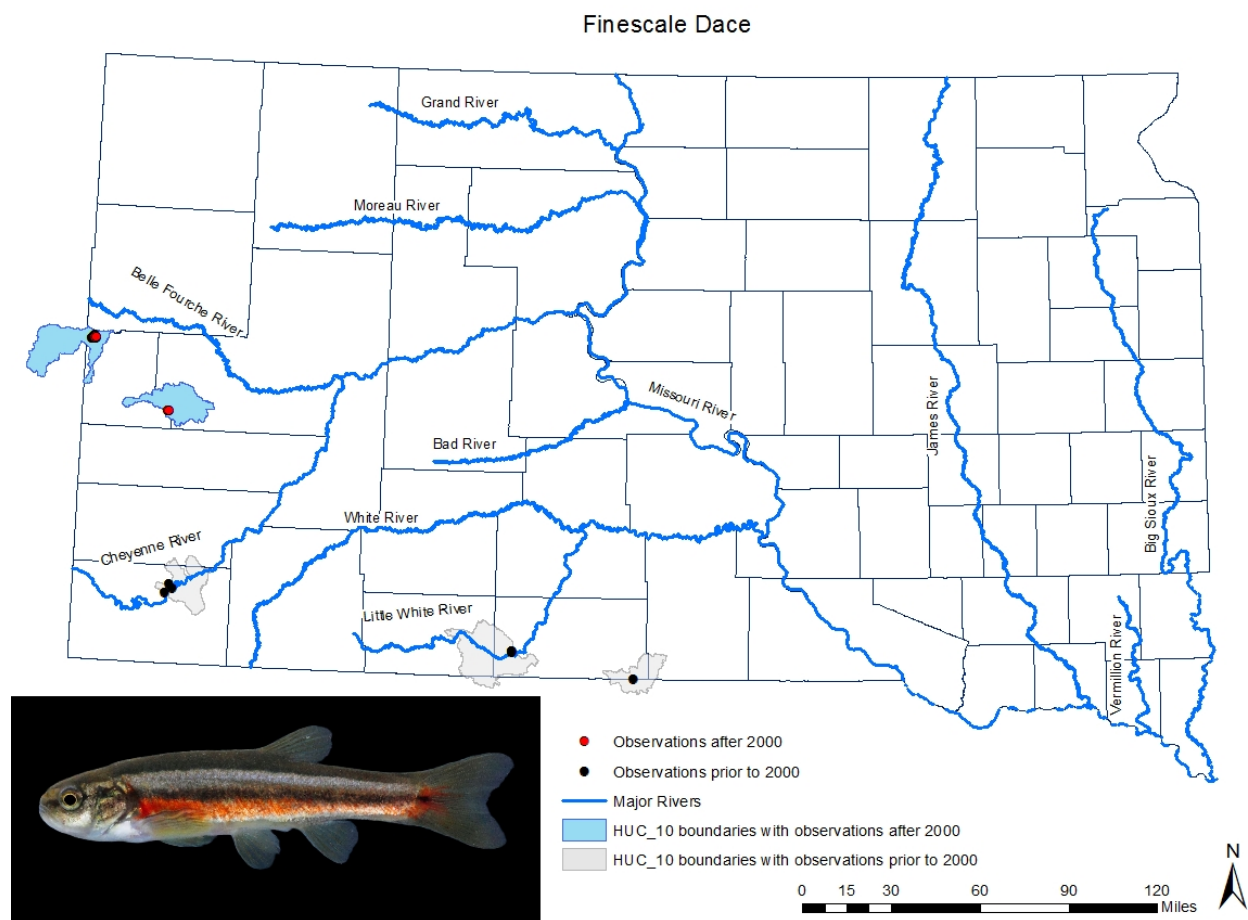 Finescale Dace
Grand River
Moreau River
Belle Fourche River
Missouri River
James River
Bad River
Big Sioux River
White River
Cheyenne River
Little White River
Vermillion River
Observations after 2000
Observations prior to 2000
Major Rivers
HUC_10 boundaries with observations after 2000
HUC_10 boundaries with observations prior to 2000
N
0 15 30 60 90 120
Miles